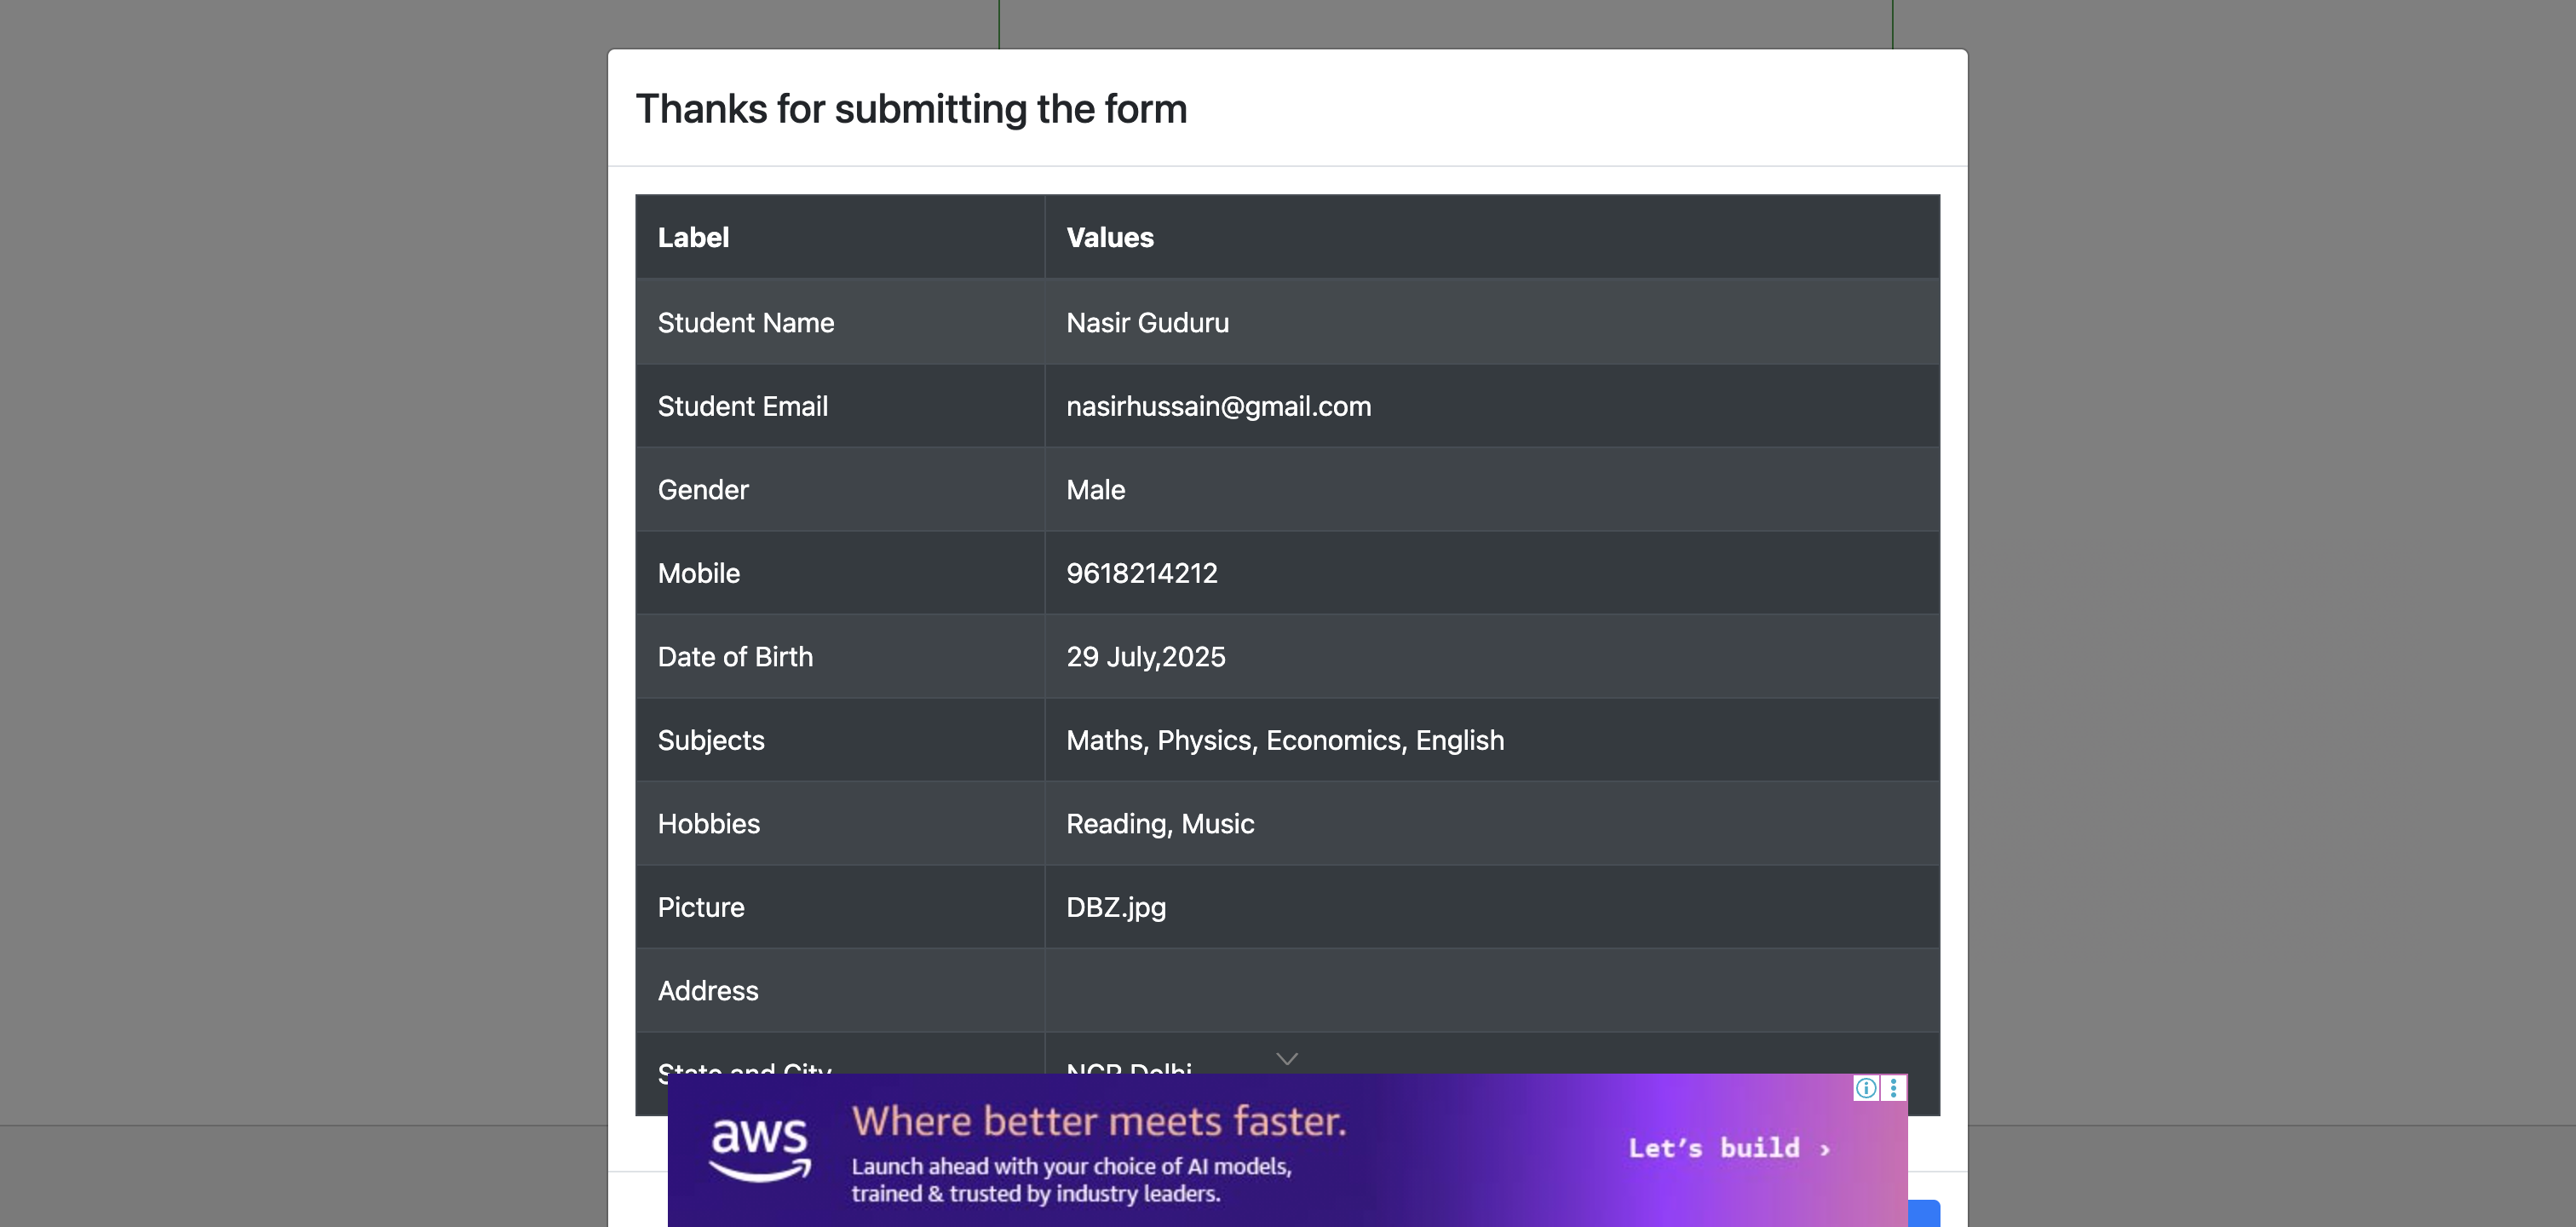 Thanks for submitting the form
Label Values
Student Name Nasir Guduru
Student Email nasirhussain@gmail.com
Gender Male
Mobile 9618214212
Date of Birth 29 July,2025
Subjects Maths, Physics, Economics, English
Hobbies Reading, Music
Picture DBZ.jpg
Address
State and City NCR Delhi
aws
Where better meets faster.
Launch ahead with your choice of AI models,
trained & trusted by industry leaders.
Let's build ›